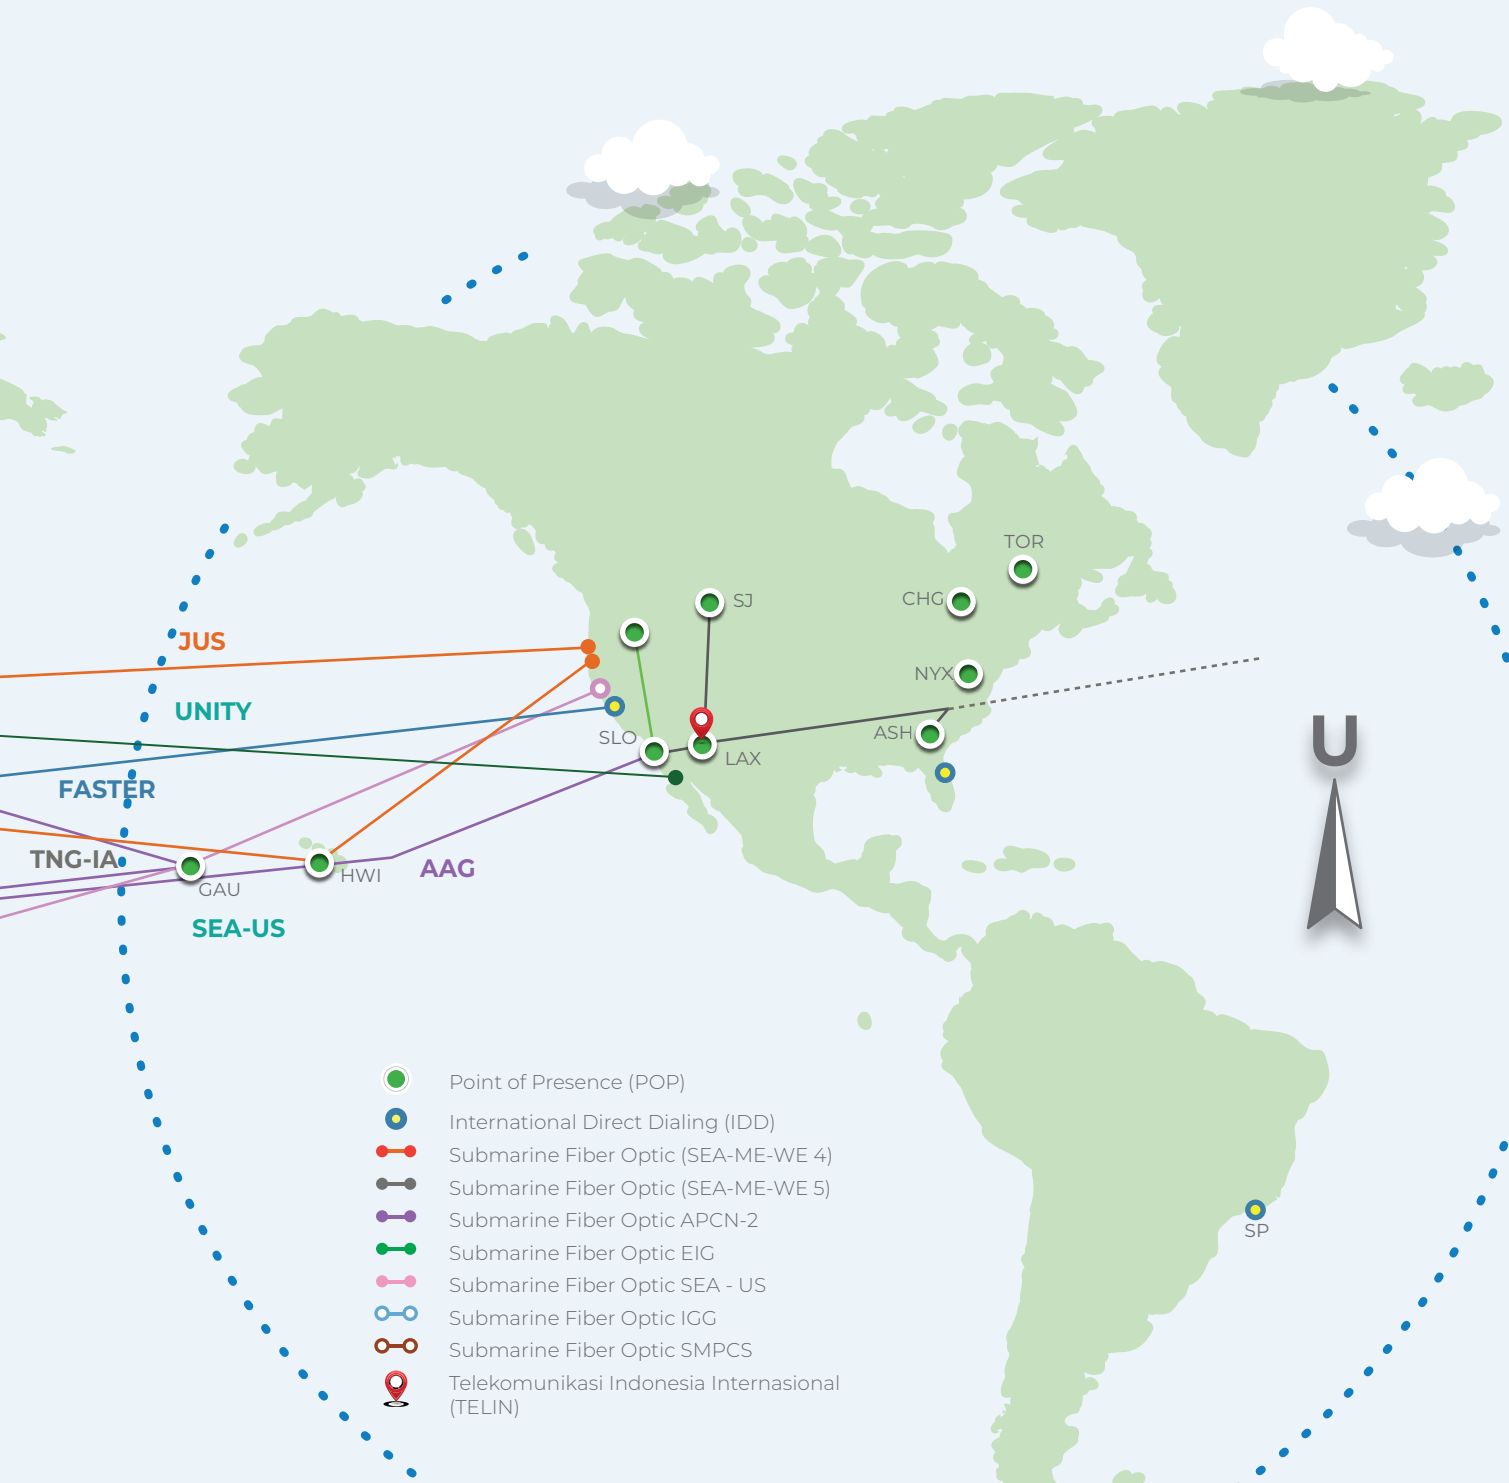 TOR
CHG
SJ
JUS
NYX
UNITY
SLO
ASH
LAX
U
FASTER
TNG-IA
HWI
AAG
GAU
SEA-US
Point of Presence (POP)
International Direct Dialing (IDD)
Submarine Fiber Optic (SEA-ME-WE 4)
Submarine Fiber Optic (SEA-ME-WE 5)
Submarine Fiber Optic APCN-2
SP
Submarine Fiber Optic EIG
Submarine Fiber Optic SEA - US
Submarine Fiber Optic IGG
Submarine Fiber Optic SMPCS
Telekomunikasi Indonesia Internasional
(TELIN)